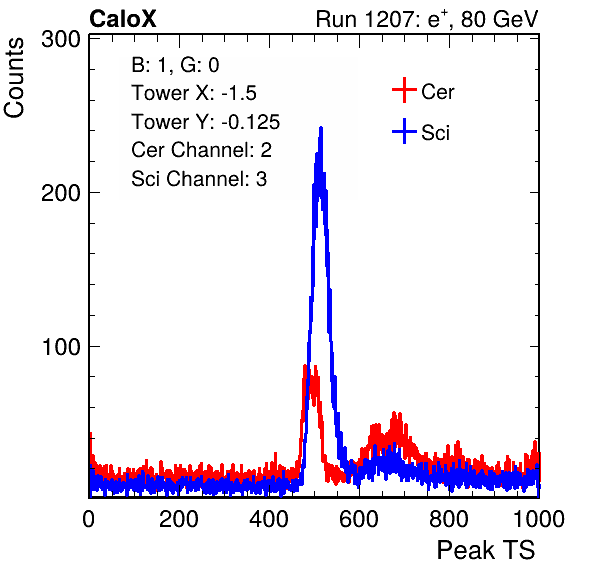 CaloX Run 1207: e⁺, 80 GeV
Counts
300
200
100
B: 1, G: 0
Tower X: -1.5
Tower Y: -0.125
Cer Channel: 2
Sci Channel: 3
Cer
Sci
0 200 400 600 800 1000
Peak TS